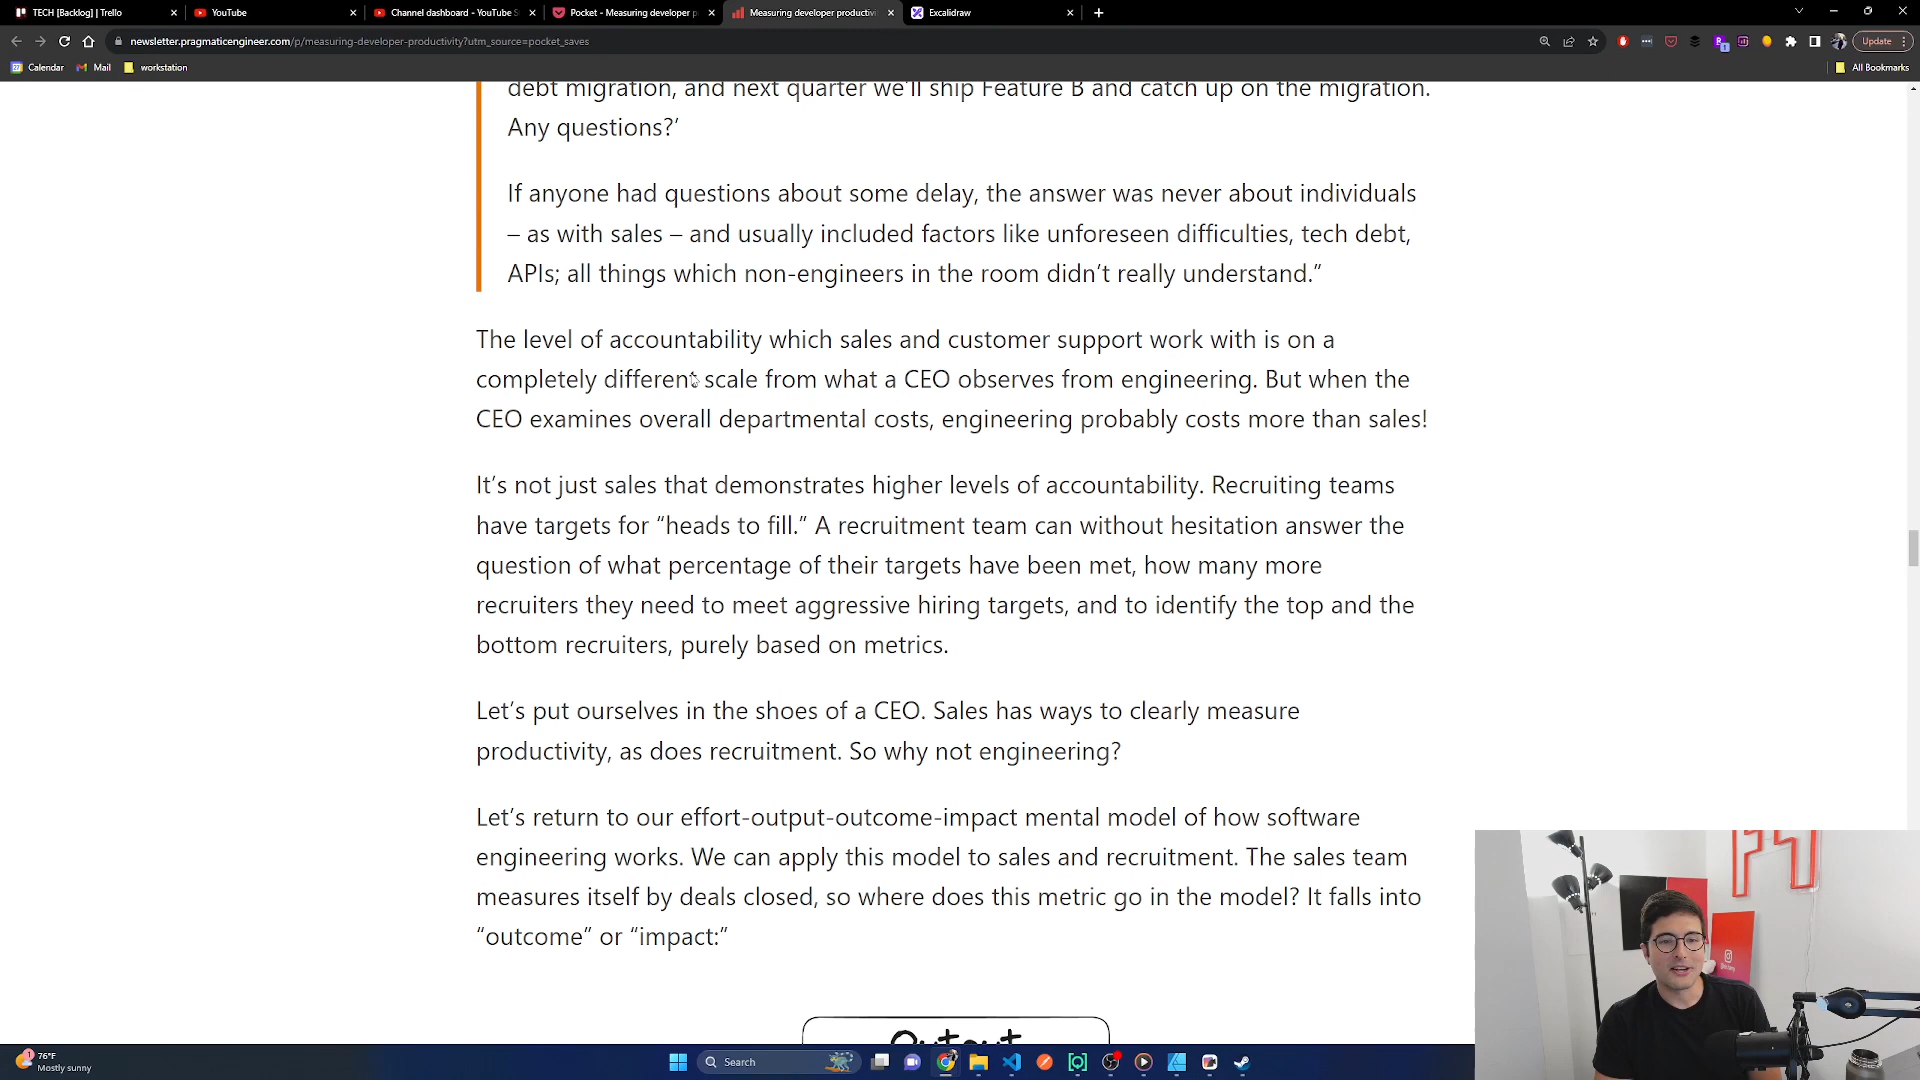 TECH [Backlog] | Trello
YouTube
Channel dashboard - YouTube S
Pocket - Measuring developer p
Measuring developer productivi
Excalidraw
newsletter.pragmaticengineer.com/p/measuring-developer-productivity?utm_source=pocket_saves
Update
Calendar
Mail
workstation
All Bookmarks
debt migration, and next quarter we’ll ship Feature B and catch up on the migration.
Any questions?‘
If anyone had questions about some delay, the answer was never about individuals
– as with sales – and usually included factors like unforeseen difficulties, tech debt,
APIs; all things which non-engineers in the room didn’t really understand.”
The level of accountability which sales and customer support work with is on a
completely different scale from what a CEO observes from engineering. But when the
CEO examines overall departmental costs, engineering probably costs more than sales!
It’s not just sales that demonstrates higher levels of accountability. Recruiting teams
have targets for “heads to fill.” A recruitment team can without hesitation answer the
question of what percentage of their targets have been met, how many more
recruiters they need to meet aggressive hiring targets, and to identify the top and the
bottom recruiters, purely based on metrics.
Let’s put ourselves in the shoes of a CEO. Sales has ways to clearly measure
productivity, as does recruitment. So why not engineering?
Let’s return to our effort-output-outcome-impact mental model of how software
engineering works. We can apply this model to sales and recruitment. The sales team
measures itself by deals closed, so where does this metric go in the model? It falls into
“outcome” or “impact:”
Output
76°F
Mostly sunny
Search